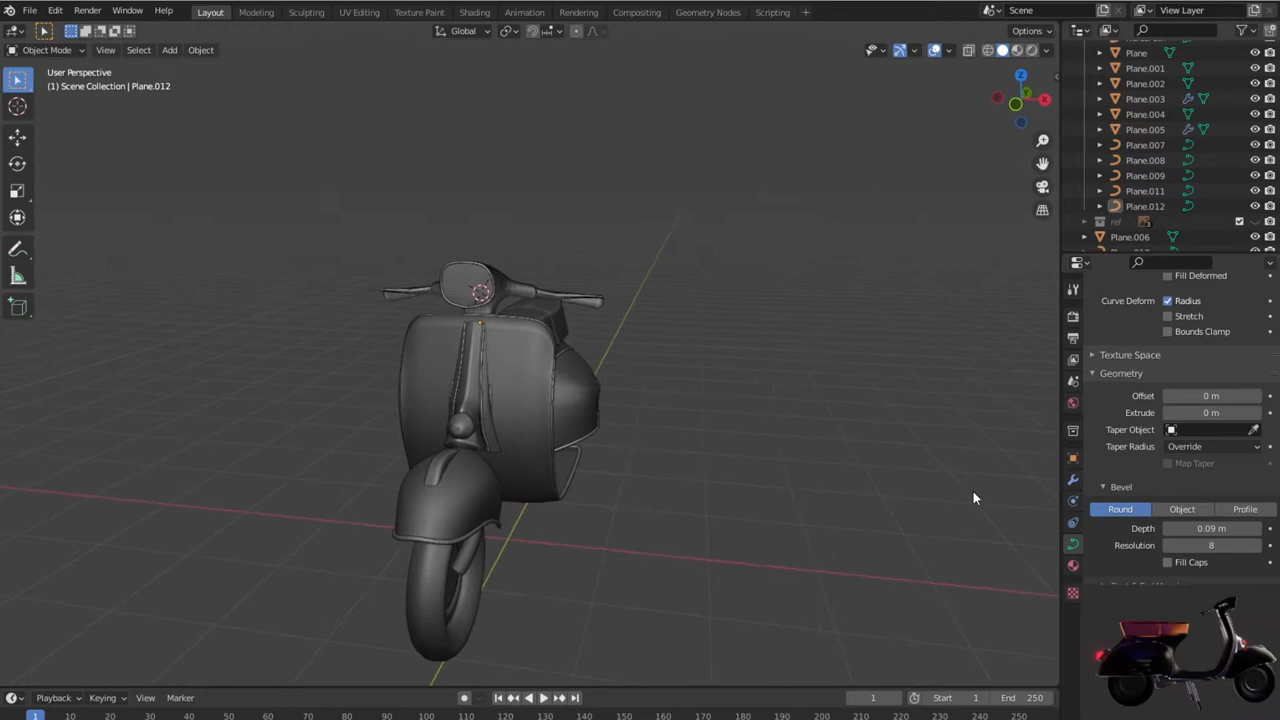 File Edit Render Window Help Layout Modeling Sculpting UV Editing Texture Paint Shading Animation Rendering Compositing Geometry Nodes Scripting + Scene View Layer
Global Options
Object Mode View Select Add Object
User Perspective
(1) Scene Collection | Plane.012
Z
X
Y
Plane
Plane.001
Plane.002
Plane.003
Plane.004
Plane.005
Plane.007
Plane.008
Plane.009
Plane.011
Plane.012
ref 3
Plane.006
Fill Deformed
Curve Deform Radius
Stretch
Bounds Clamp
Texture Space
Geometry
Offset 0 m
Extrude 0 m
Taper Object
Taper Radius Override
Map Taper
Bevel
Round Object Profile
Depth 0.09 m
Resolution 8
Fill Caps
Playback Keying View Marker 1 Start 1 End 250
1 10 20 30 40 50 60 70 80 90 100 110 120 130 140 150 160 170 180 190 200 210 220 230 240 250